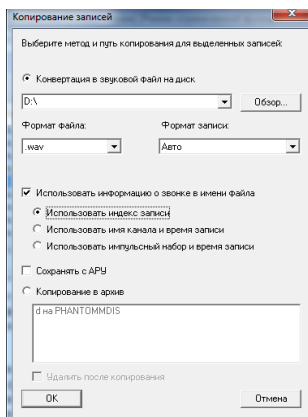 Копирование записей
Выберите метод и путь копирования для выделенных записей:
Конвертация в звуковой файл на диск
D:\ Обзор...
Формат файла: Формат записи:
.wav Авто
Использовать информацию о звонке в имени файла
Использовать индекс записи
Использовать имя канала и время записи
Использовать импульсный набор и время записи
Сохранять с АРУ
Копирование в архив
d на PHANTOMMDIS
Удалить после копирования
OK Отмена